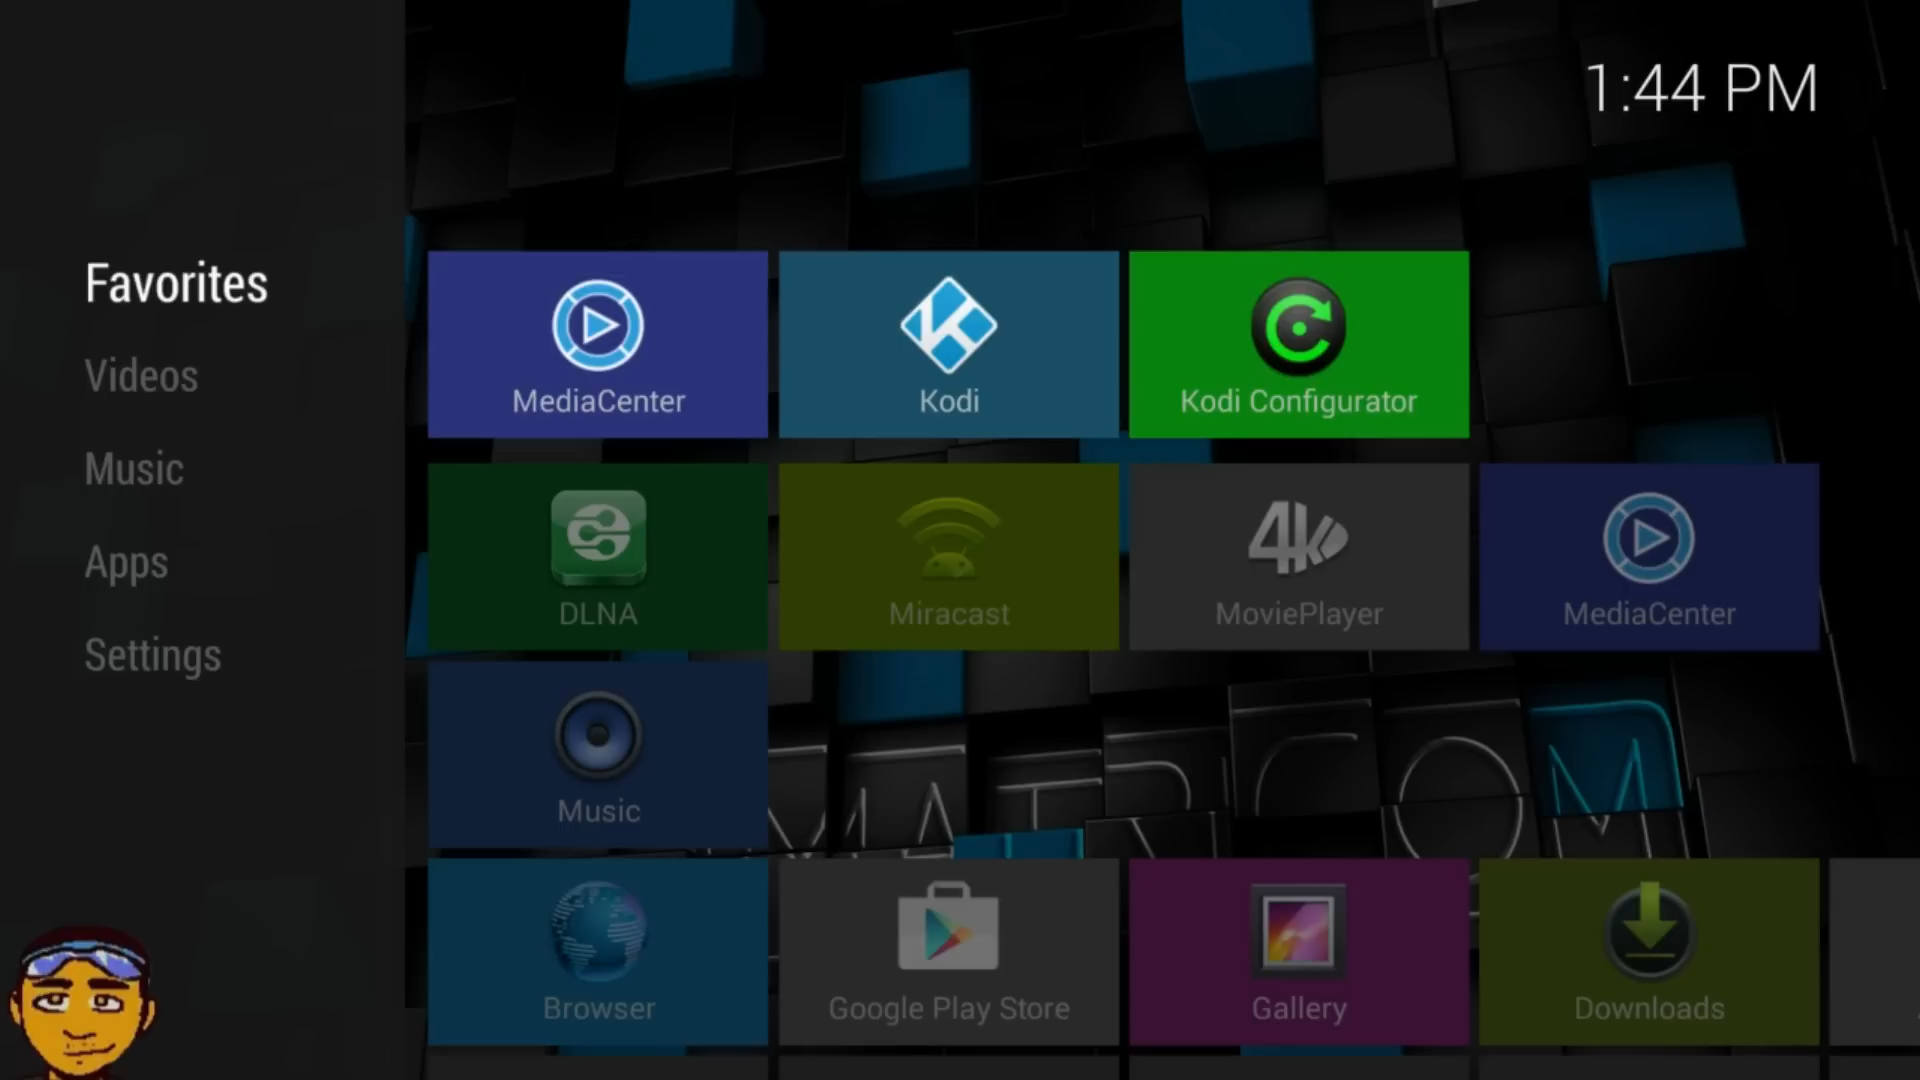 1:44 PM
Favorites
Videos
Music
Apps
Settings
MediaCenter
Kodi
Kodi Configurator
DLNA
Miracast
4K
MoviePlayer
MediaCenter
Music
MATRICOM
Browser
Google Play Store
Gallery
Downloads